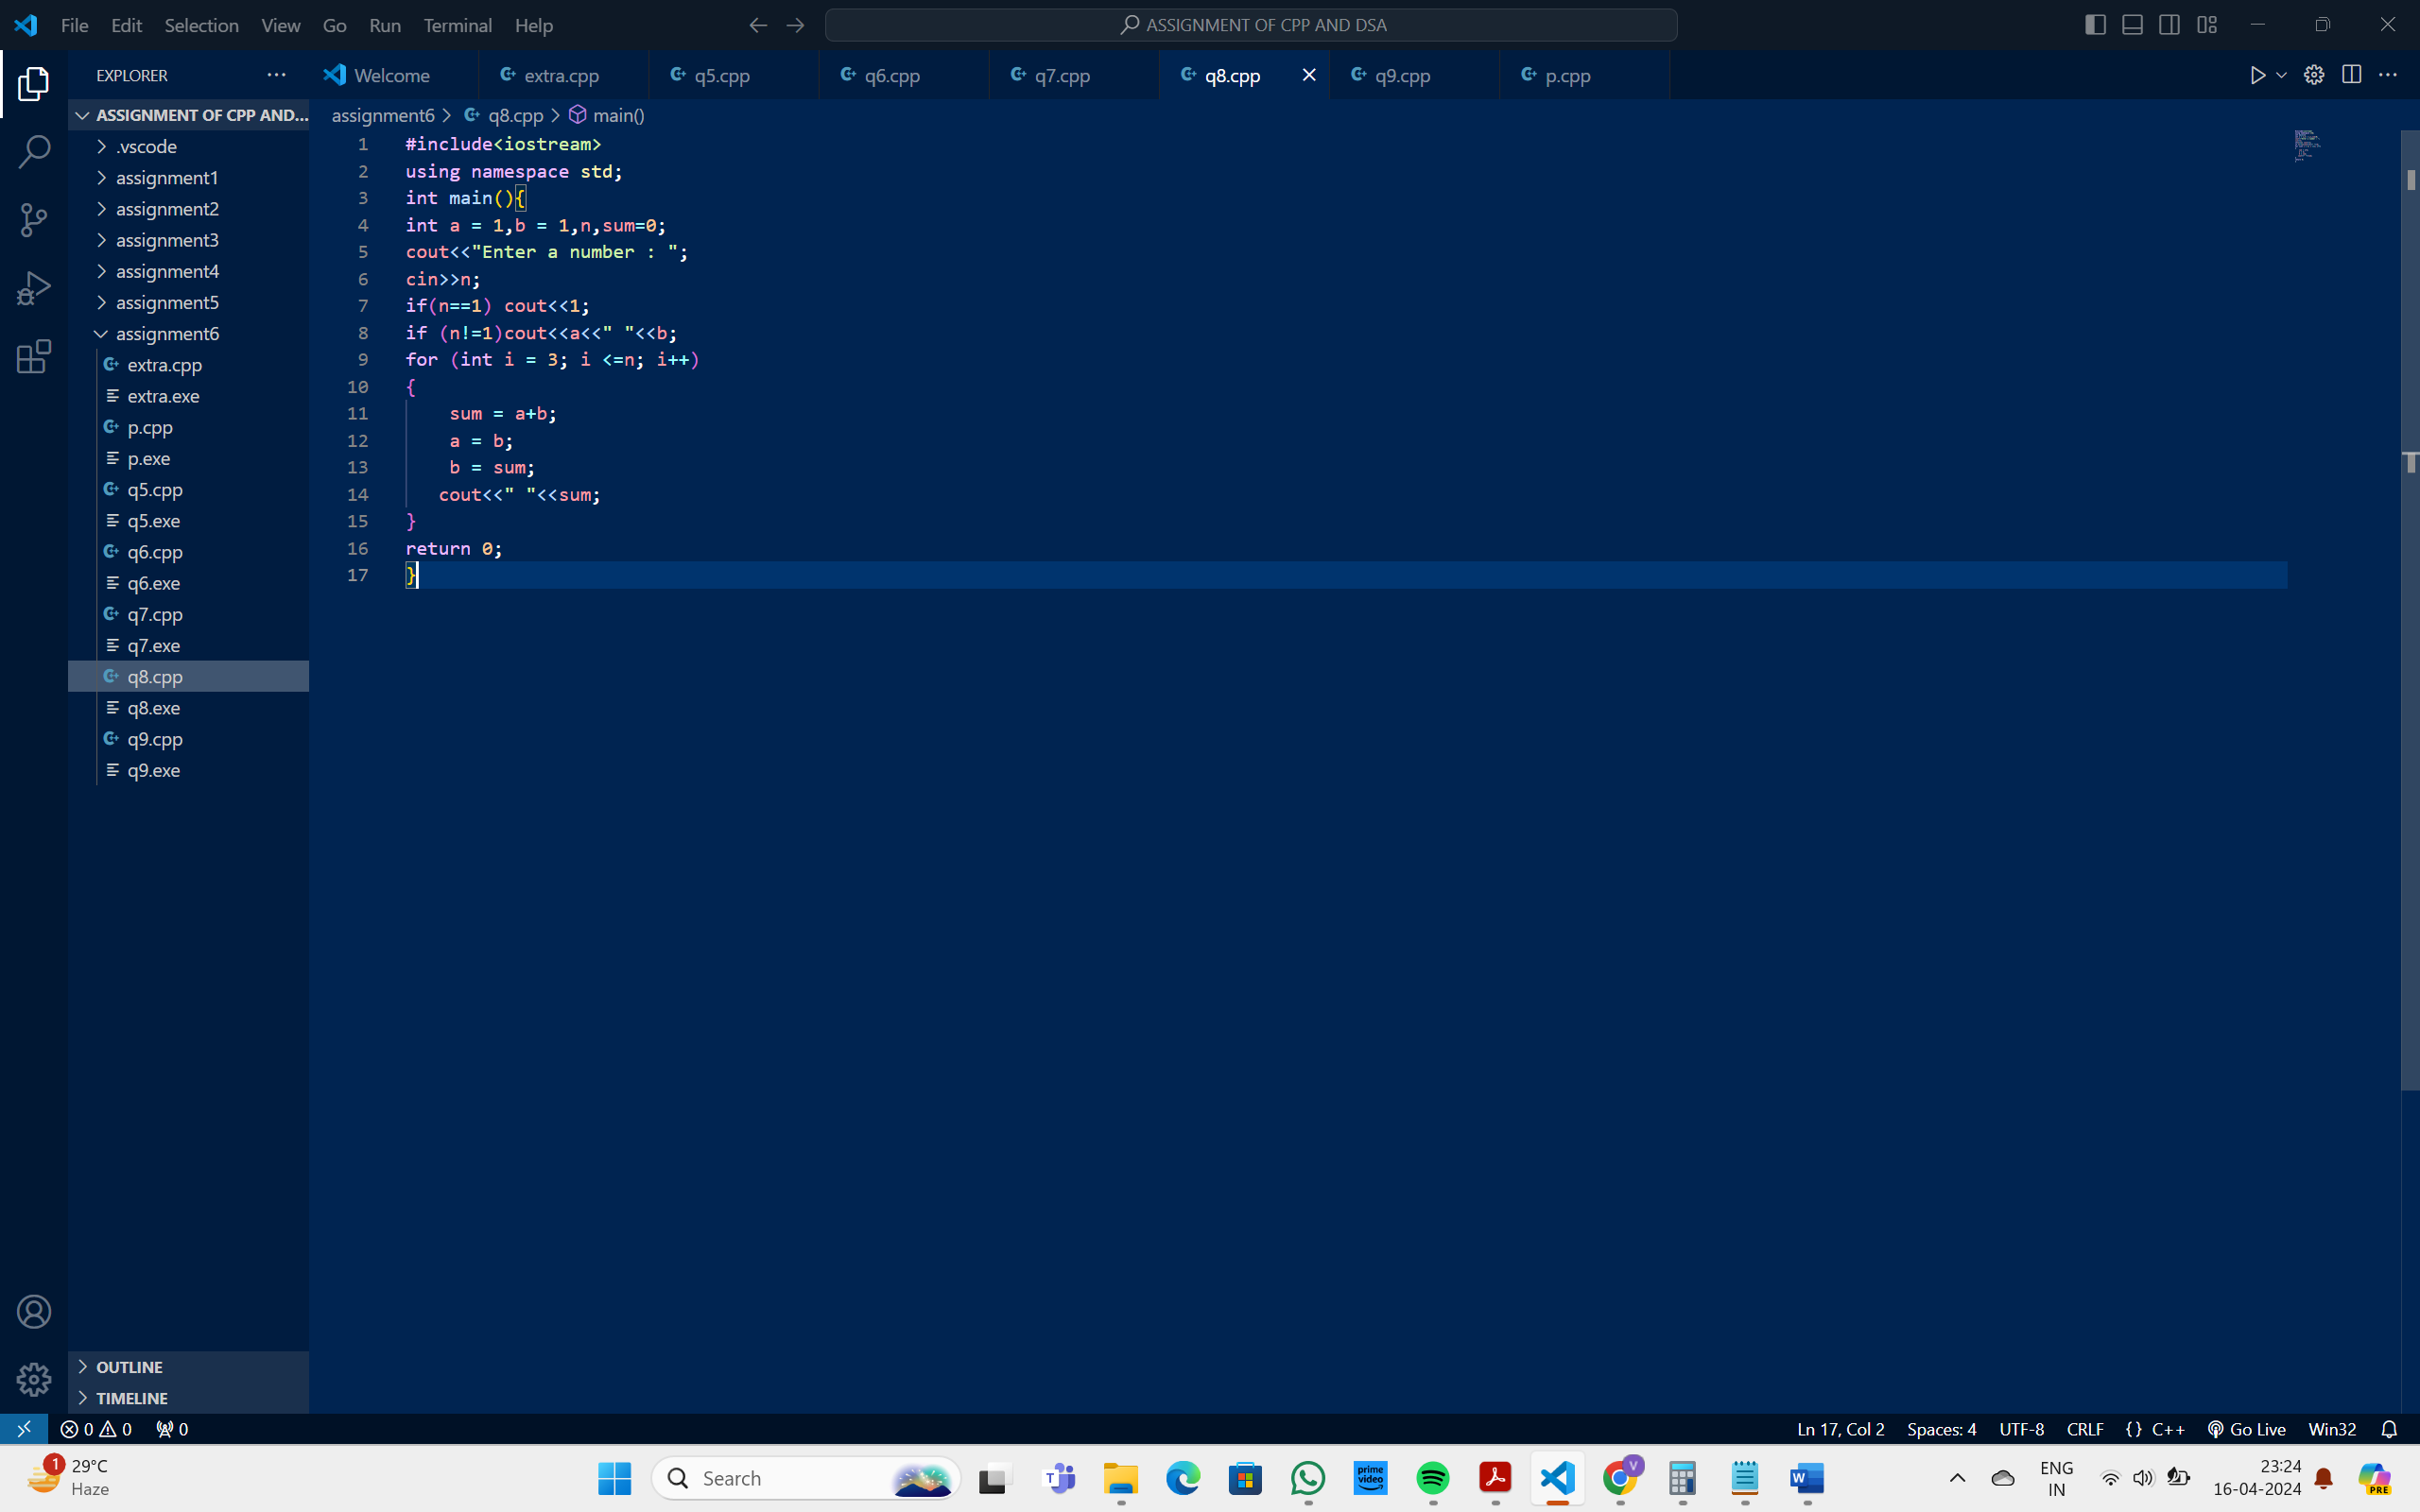 File Edit Selection View Go Run Terminal Help
ASSIGNMENT OF CPP AND DSA
EXPLORER
Welcome
extra.cpp
q5.cpp
q6.cpp
q7.cpp
q8.cpp
q9.cpp
p.cpp
ASSIGNMENT OF CPP AND...
.vscode
assignment1
assignment2
assignment3
assignment4
assignment5
assignment6
extra.cpp
extra.exe
p.cpp
p.exe
q5.cpp
q5.exe
q6.cpp
q6.exe
q7.cpp
q7.exe
q8.cpp
q8.exe
q9.cpp
q9.exe
OUTLINE
TIMELINE
assignment6 > q8.cpp > main()
1 #include<iostream>
2 using namespace std;
3 int main(){
4 int a = 1,b = 1,n,sum=0;
5 cout<<"Enter a number : ";
6 cin>>n;
7 if(n==1) cout<<1;
8 if (n!=1)cout<<a<<" "<<b;
9 for (int i = 3; i <=n; i++)
10 {
11 sum = a+b;
12 a = b;
13 b = sum;
14 cout<<" "<<sum;
15 }
16 return 0;
17 }
0 0 0
Ln 17, Col 2 Spaces: 4 UTF-8 CRLF {} C++ Go Live Win32
1
29°C
Haze
Search
T
prime video
V
W
ENG
IN
23:24
16-04-2024
PRE